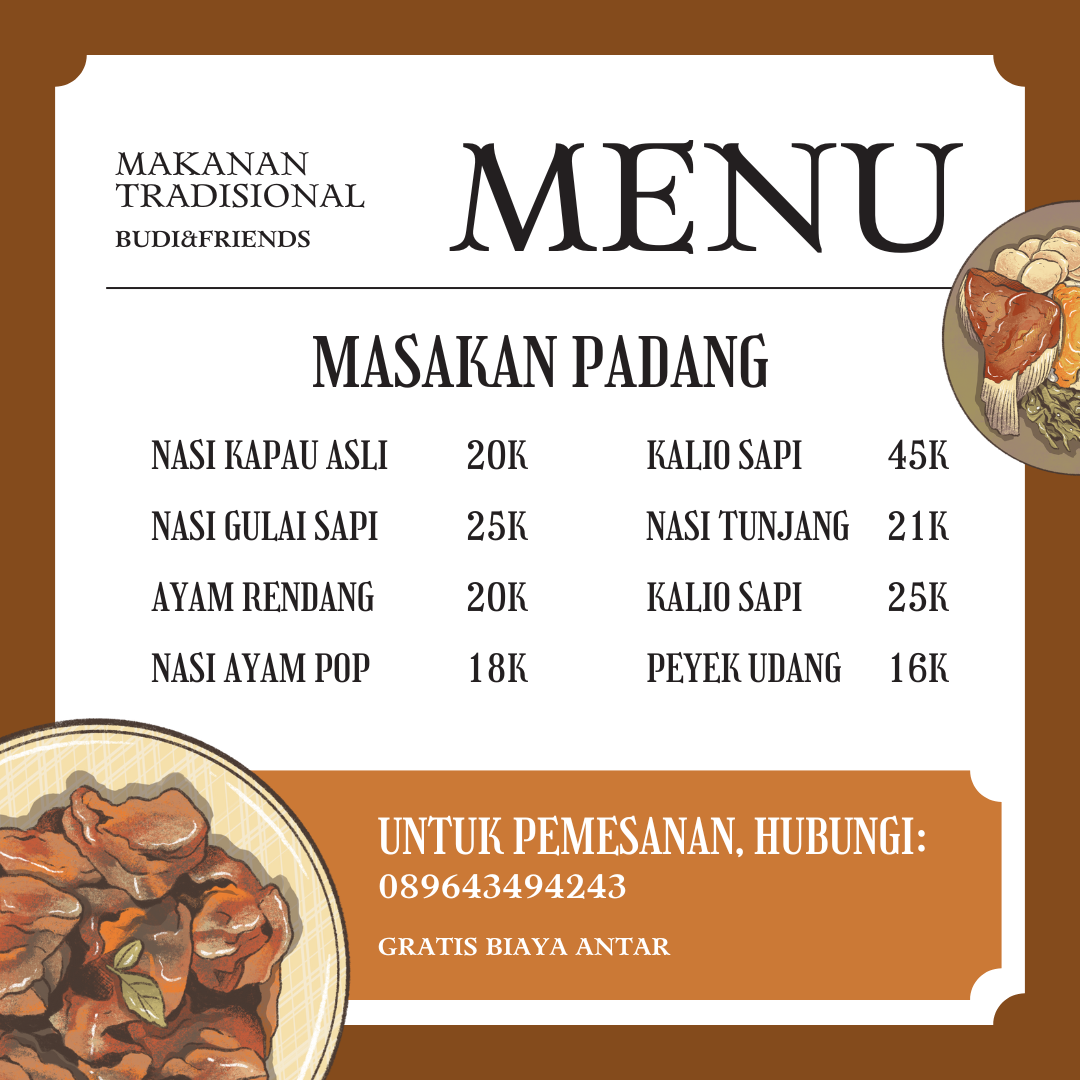 MAKANAN
TRADISIONAL
BUDI&FRIENDS
MENU
MASAKAN PADANG
NASI KAPAU ASLI 20K
NASI GULAI SAPI 25K
AYAM RENDANG 20K
NASI AYAM POP 18K
KALIO SAPI 45K
NASI TUNJANG 21K
KALIO SAPI 25K
PEYEK UDANG 16K
UNTUK PEMESANAN, HUBUNGI:
089643494243
GRATIS BIAYA ANTAR